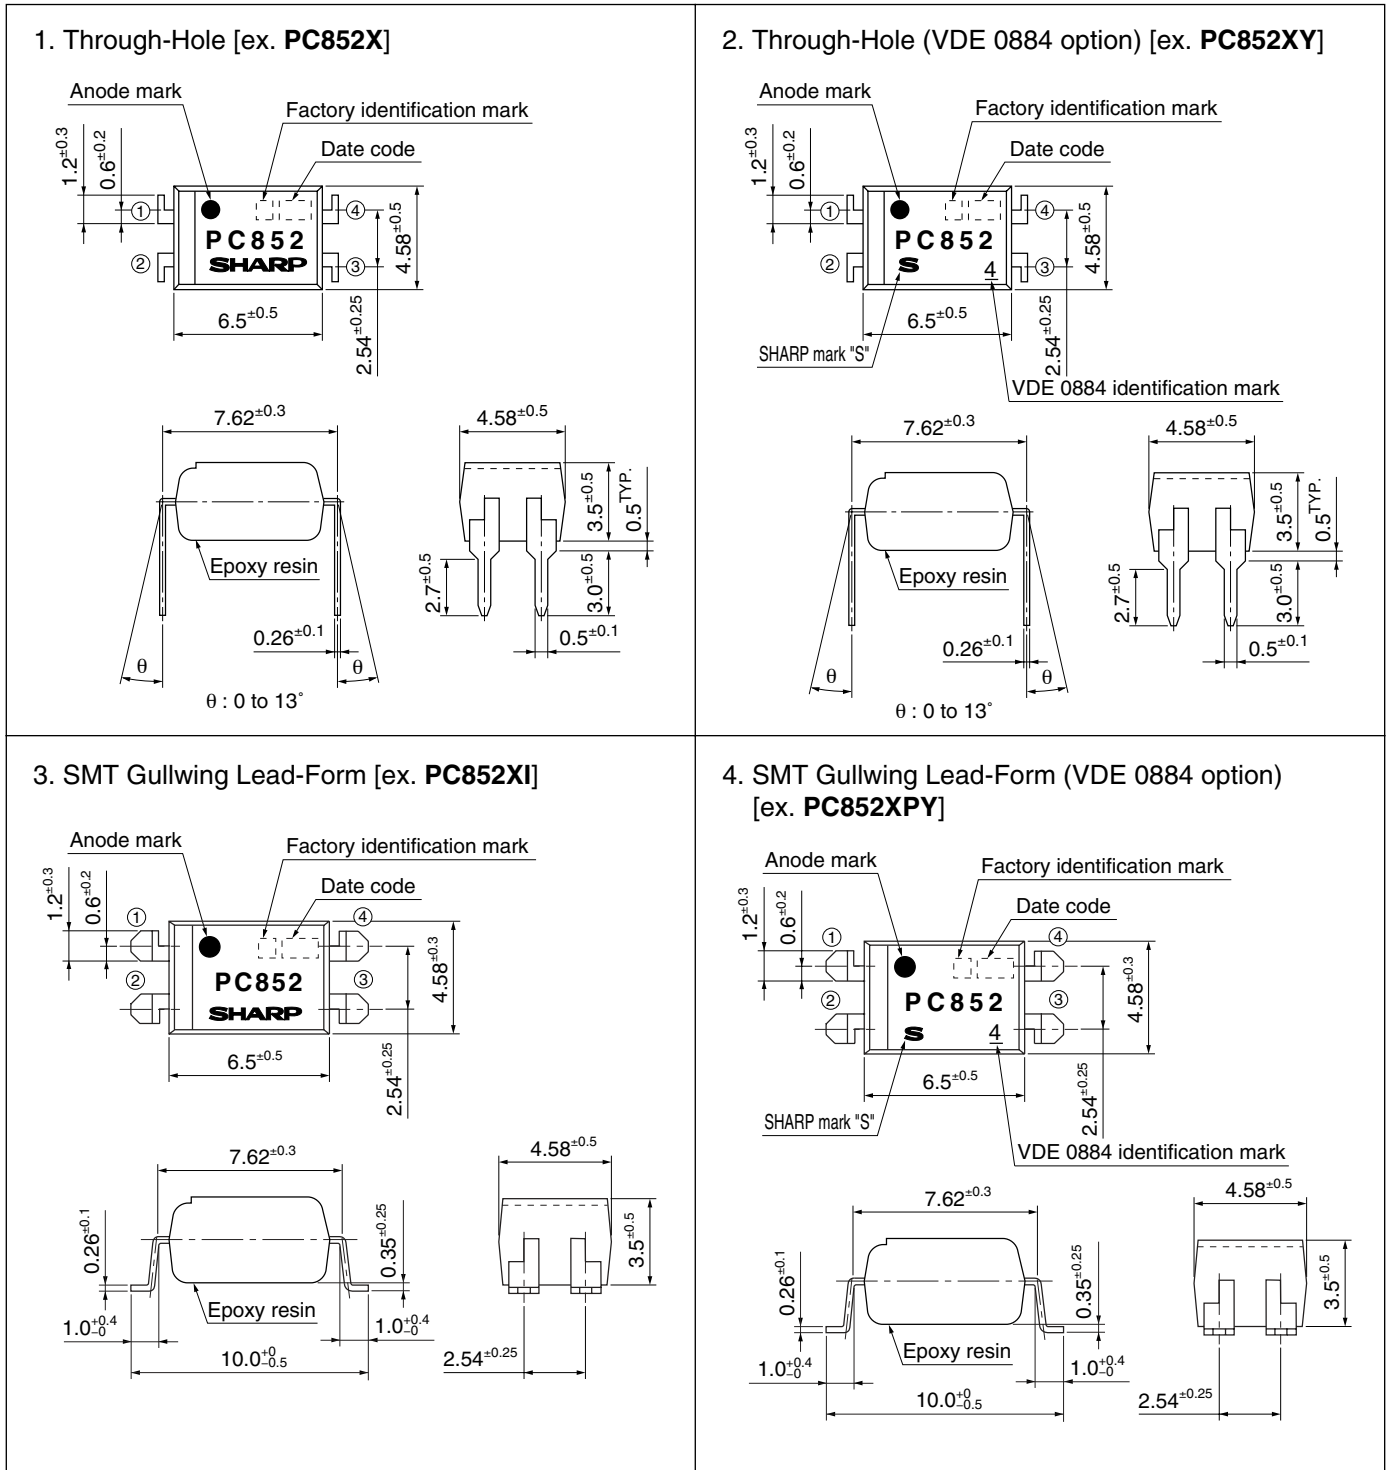 1. Through-Hole [ex. PC852X]
Anode mark
Factory identification mark
Date code
1.2±0.3
0.6±0.2
① ④
② ③
PC852
SHARP
4.58±0.5
6.5±0.5
2.54±0.25
7.62±0.3
4.58±0.5
3.5±0.5
0.5TYP.
Epoxy resin
2.7±0.5
3.0±0.5
0.26±0.1
0.5±0.1
θ θ
θ : 0 to 13˚
2. Through-Hole (VDE 0884 option) [ex. PC852XY]
Anode mark
Factory identification mark
Date code
1.2±0.3
0.6±0.2
① ④
② ③
PC852
S 4
4.58±0.5
6.5±0.5
2.54±0.25
SHARP mark "S"
VDE 0884 identification mark
7.62±0.3
4.58±0.5
3.5±0.5
0.5TYP.
Epoxy resin
2.7±0.5
3.0±0.5
0.26±0.1
0.5±0.1
θ θ
θ : 0 to 13˚
3. SMT Gullwing Lead-Form [ex. PC852XI]
Anode mark
Factory identification mark
Date code
1.2±0.3
0.6±0.2
① ④
② ③
PC852
SHARP
4.58±0.3
6.5±0.5
2.54±0.25
7.62±0.3
4.58±0.5
0.26±0.1
0.35±0.25
3.5±0.5
Epoxy resin
1.0+0.4−0
1.0+0.4−0
10.0+0−0.5
2.54±0.25
4. SMT Gullwing Lead-Form (VDE 0884 option)
[ex. PC852XPY]
Anode mark
Factory identification mark
Date code
1.2±0.3
0.6±0.2
① ④
② ③
PC852
S 4
4.58±0.3
6.5±0.5
2.54±0.25
SHARP mark "S"
VDE 0884 identification mark
7.62±0.3
4.58±0.5
0.26±0.1
0.35±0.25
3.5±0.5
Epoxy resin
1.0+0.4−0
1.0+0.4−0
10.0+0−0.5
2.54±0.25